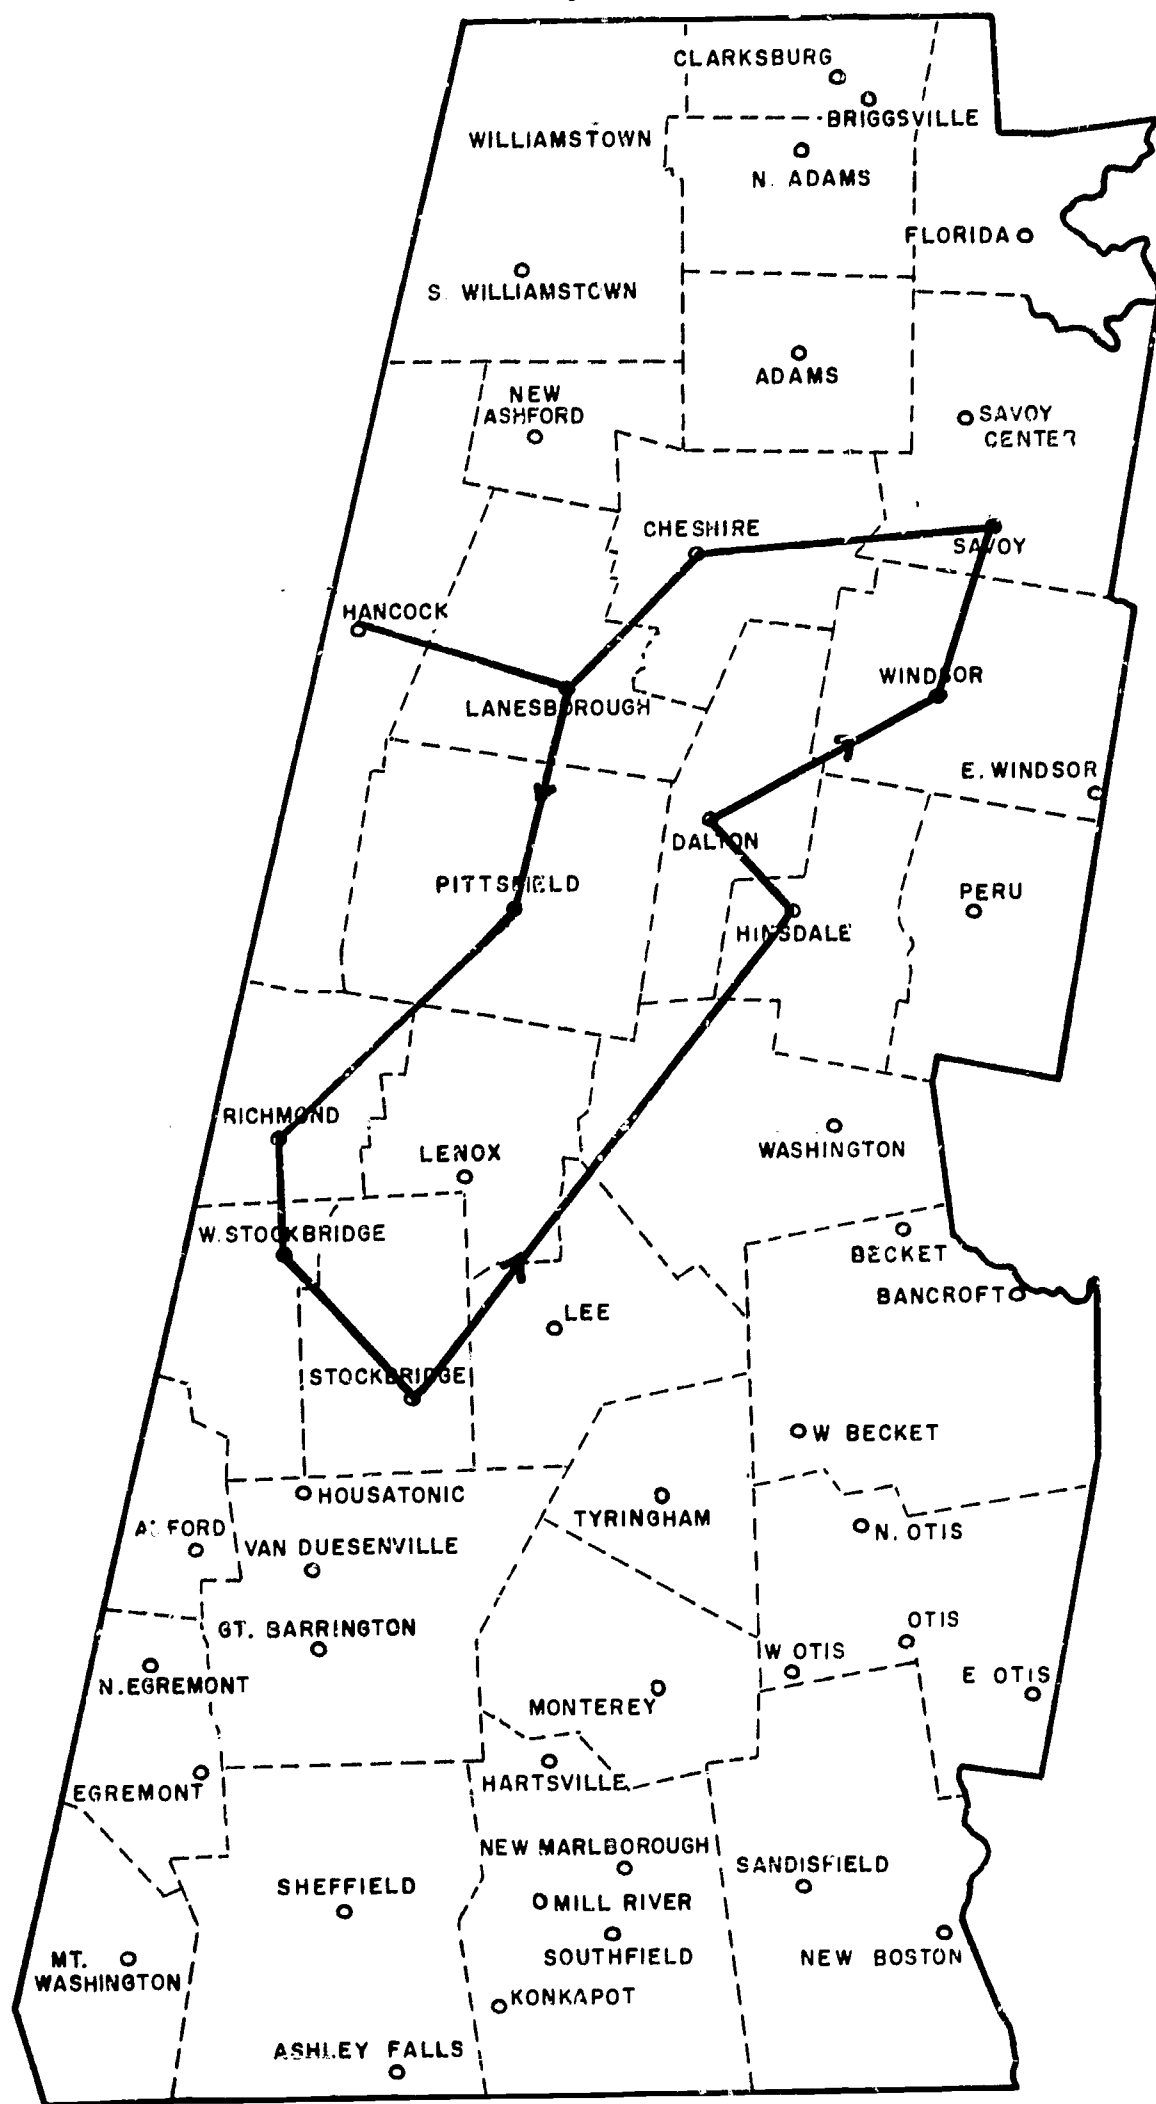 CLARKSBURG
BRIGGSVILLE
WILLIAMSTOWN
N. ADAMS
FLORIDA
S. WILLIAMSTOWN
ADAMS
NEW
ASHFORD
SAVOY
CENTER
CHESHIRE
SAVOY
HANCOCK
WINDSOR
LANESBOROUGH
E. WINDSOR
DALTON
PITTSFIELD
PERU
HINSDALE
RICHMOND
WASHINGTON
LENOX
W. STOCKBRIDGE
BECKET
BANCROFT
LEE
STOCKBRIDGE
W BECKET
HOUSATONIC
TYRINGHAM
ALFORD
N. OTIS
VAN DUESENVILLE
GT. BARRINGTON
OTIS
W OTIS
N. EGREMONT
E OTIS
MONTEREY
HARTSVILLE
EGREMONT
NEW MARLBOROUGH
SANDISFIELD
SHEFFIELD
MILL RIVER
SOUTHFIELD
NEW BOSTON
MT.
WASHINGTON
KONKAPOT
ASHLEY FALLS